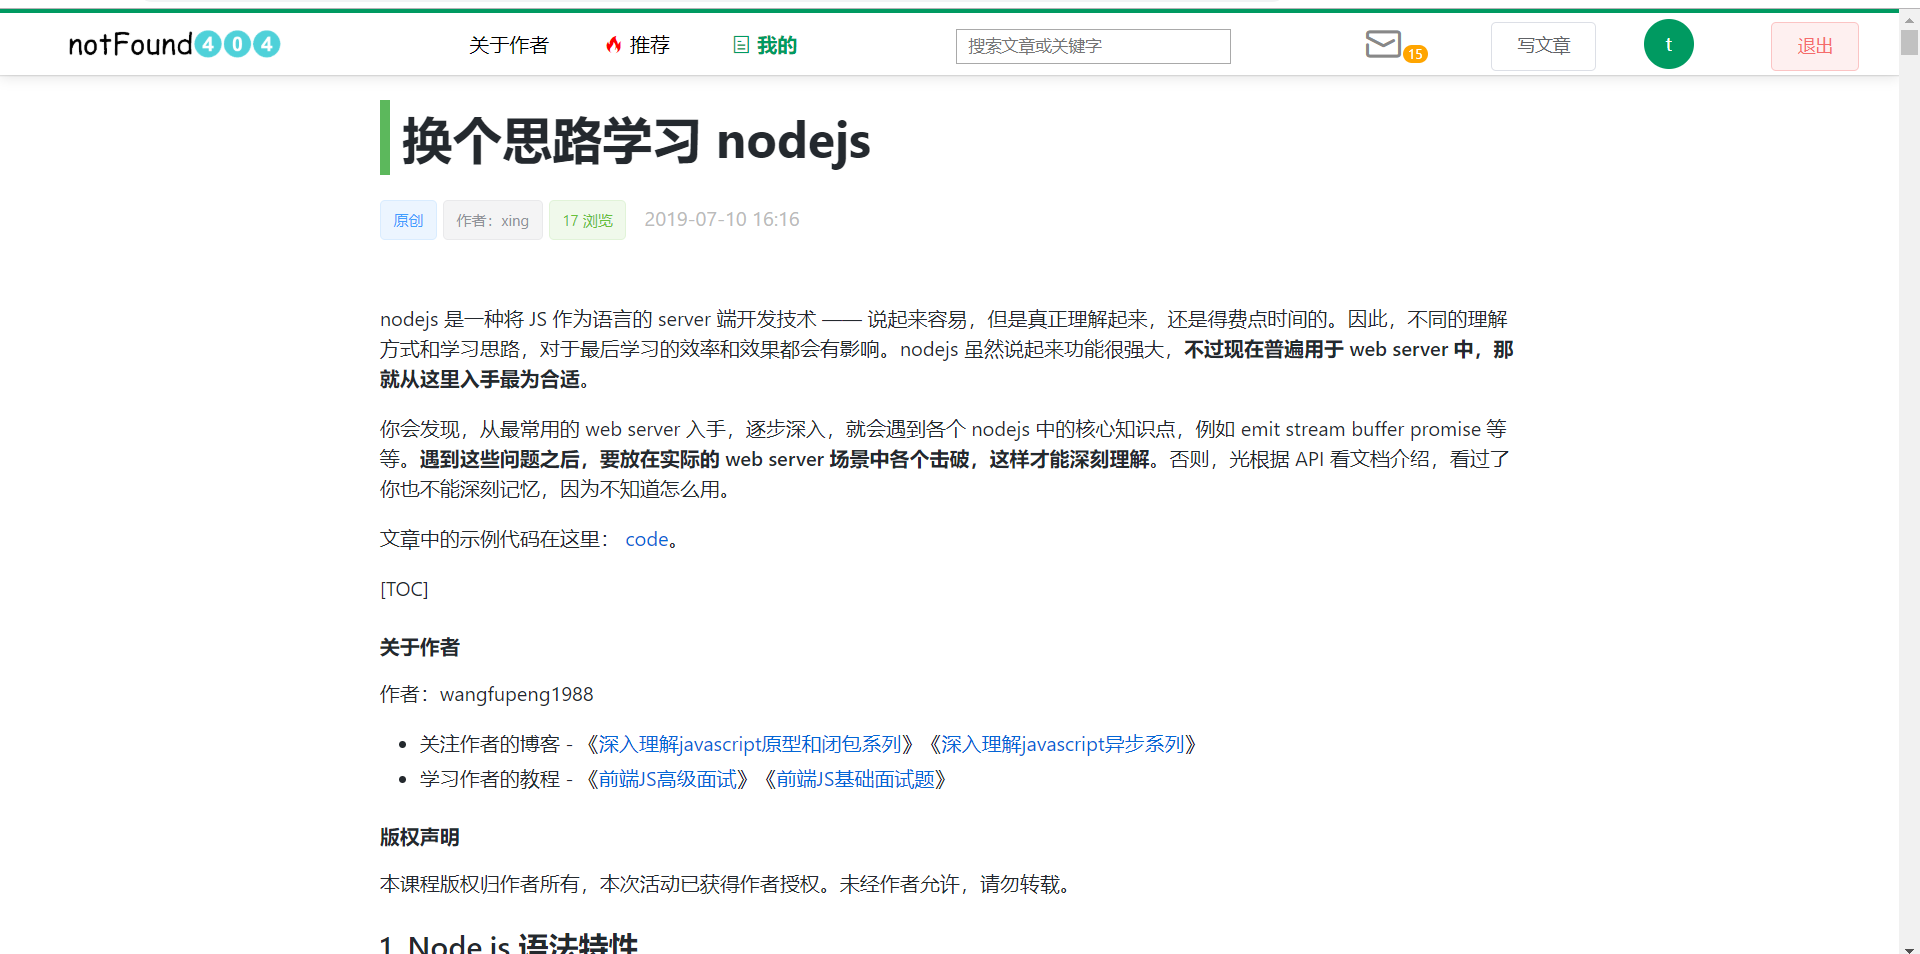 notFound404 关于作者 推荐 我的 搜索文章或关键字 15 写文章 t 退出
换个思路学习 nodejs
原创 作者：xing 17 浏览 2019-07-10 16:16
nodejs 是一种将 JS 作为语言的 server 端开发技术 —— 说起来容易，但是真正理解起来，还是得费点时间的。因此，不同的理解
方式和学习思路，对于最后学习的效率和效果都会有影响。nodejs 虽然说起来功能很强大，不过现在普遍用于 web server 中，那
就从这里入手最为合适。
你会发现，从最常用的 web server 入手，逐步深入，就会遇到各个 nodejs 中的核心知识点，例如 emit stream buffer promise 等
等。遇到这些问题之后，要放在实际的 web server 场景中各个击破，这样才能深刻理解。否则，光根据 API 看文档介绍，看过了
你也不能深刻记忆，因为不知道怎么用。
文章中的示例代码在这里： code。
[TOC]
关于作者
作者：wangfupeng1988
• 关注作者的博客 - 《深入理解javascript原型和闭包系列》《深入理解javascript异步系列》
• 学习作者的教程 - 《前端JS高级面试》《前端JS基础面试题》
版权声明
本课程版权归作者所有，本次活动已获得作者授权。未经作者允许，请勿转载。
1. Node.js 语法特性